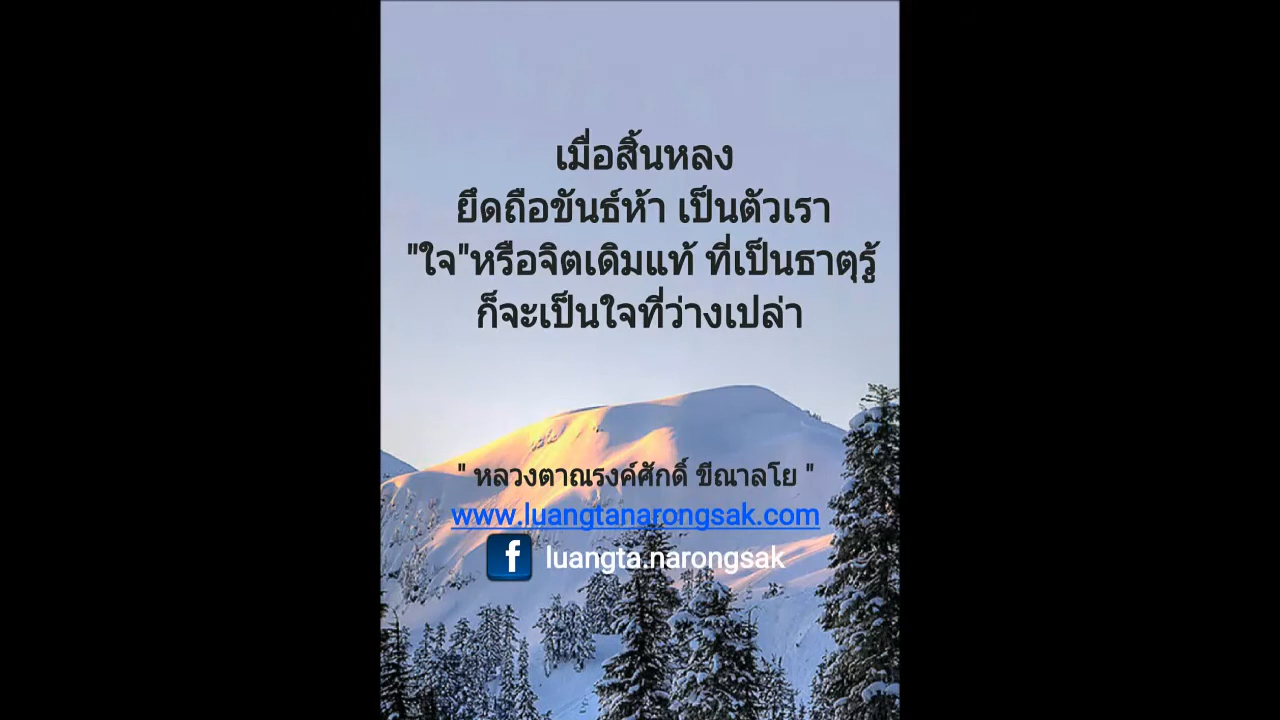 เมื่อสิ้นหลง
ยึดถือขันธ์ห้า เป็นตัวเรา
"ใจ"หรือจิตเดิมแท้ ที่เป็นธาตุรู้
ก็จะเป็นใจที่ว่างเปล่า
" หลวงตาณรงค์ศักดิ์ ขีณาลโย "
www.luangtanarongsak.com
f luangta.narongsak